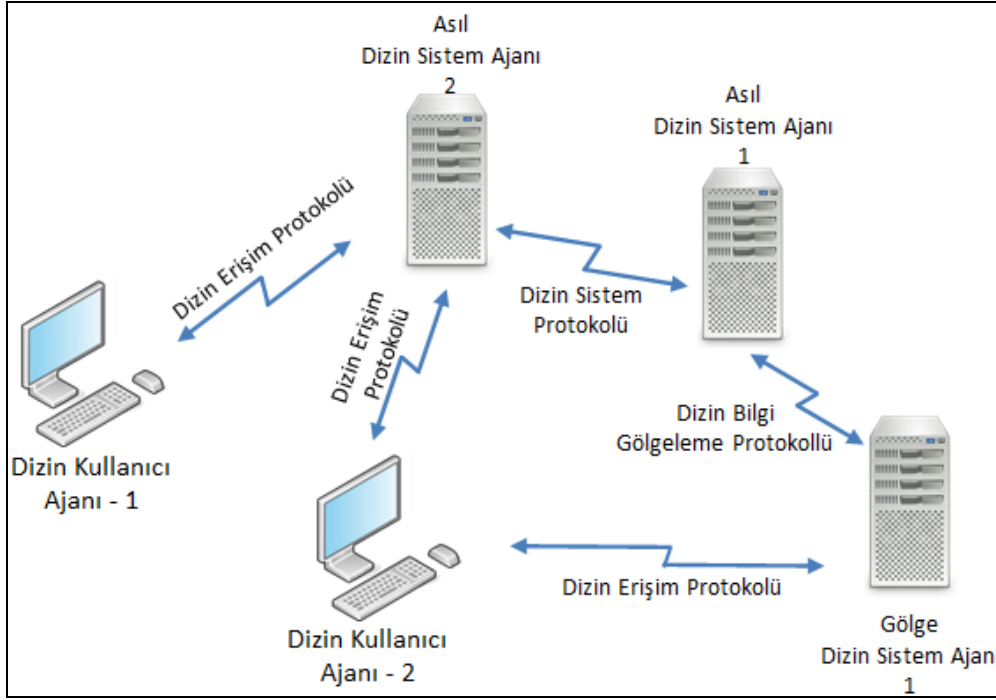 Asıl
Dizin Sistem Ajanı
2
Asıl
Dizin Sistem Ajanı
1
Dizin Erişim Protokolü
Dizin Erişim
Protokolü
Dizin Sistem
Protokolü
Dizin Bilgi
Gölgeleme Protokollü
Dizin Kullanıcı
Ajanı - 1
Dizin Erişim Protokolü
Dizin Kullanıcı
Ajanı - 2
Gölge
Dizin Sistem Ajan
1